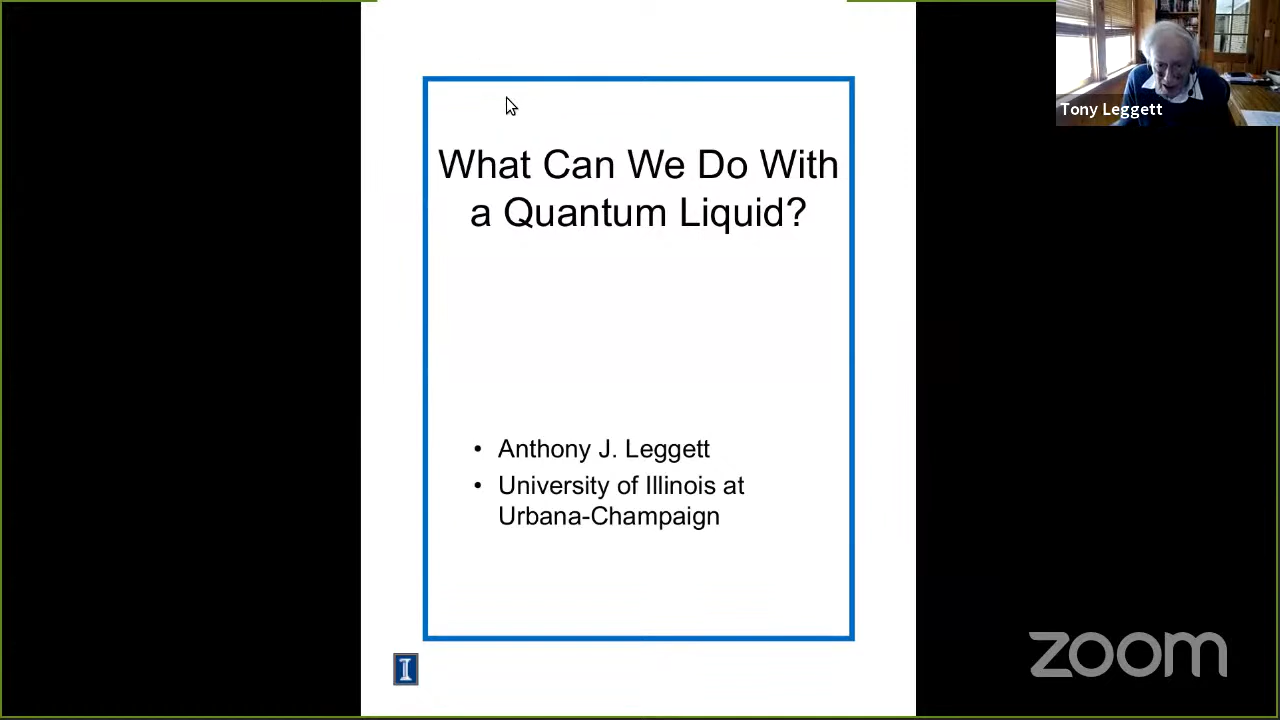 Tony Leggett
What Can We Do With
a Quantum Liquid?
• Anthony J. Leggett
• University of Illinois at
Urbana-Champaign
I
zoom